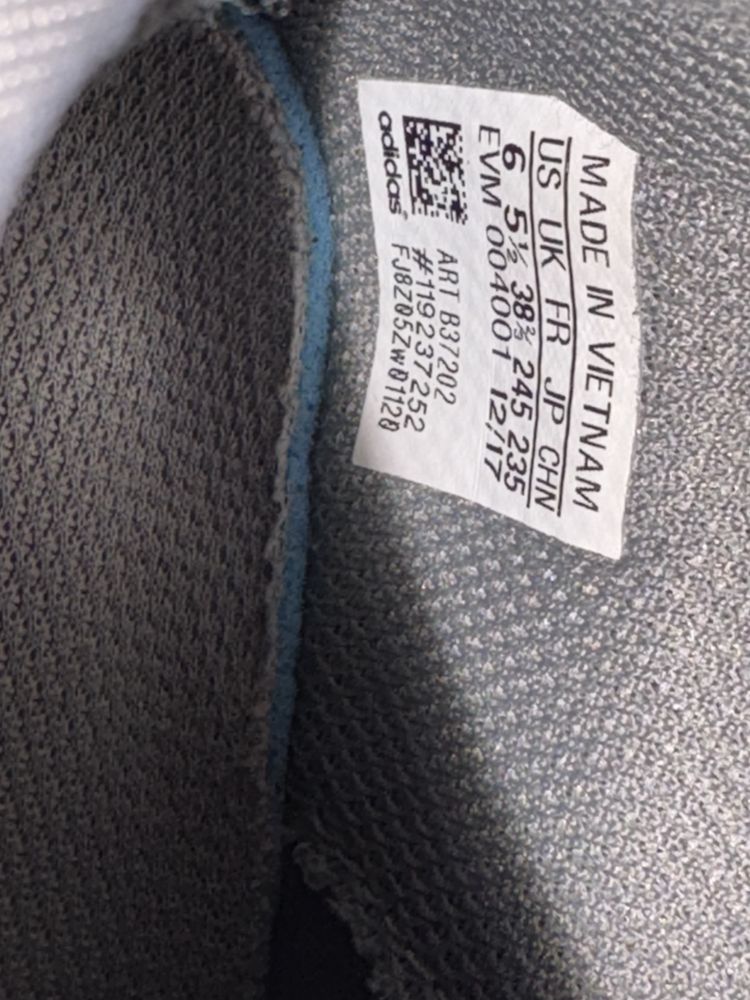 MADE IN VIETNAM
US UK FR JP CHN
6 5½ 38⅔ 245 235
EVM 004001 12/17
adidas®
ART B37202
#119237252
FJ8Z05ZW01120